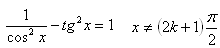 1/cos² x − tg² x = 1   x ≠ (2k+1) π/2